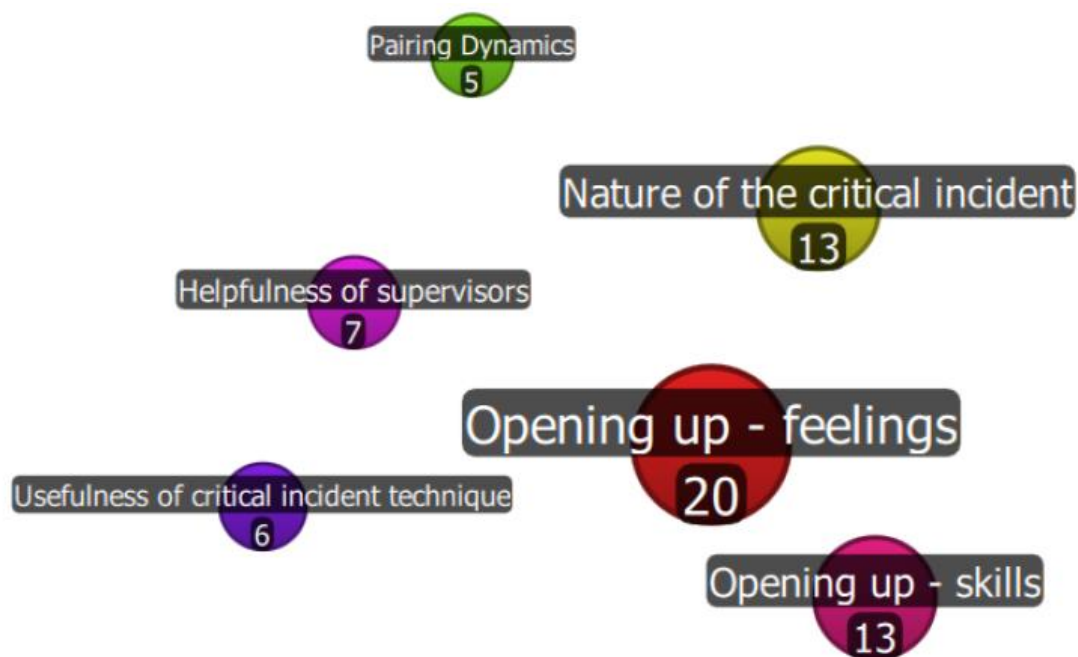 Pairing Dynamics
5
Nature of the critical incident
13
Helpfulness of supervisors
7
Opening up - feelings
20
Usefulness of critical incident technique
6
Opening up - skills
13